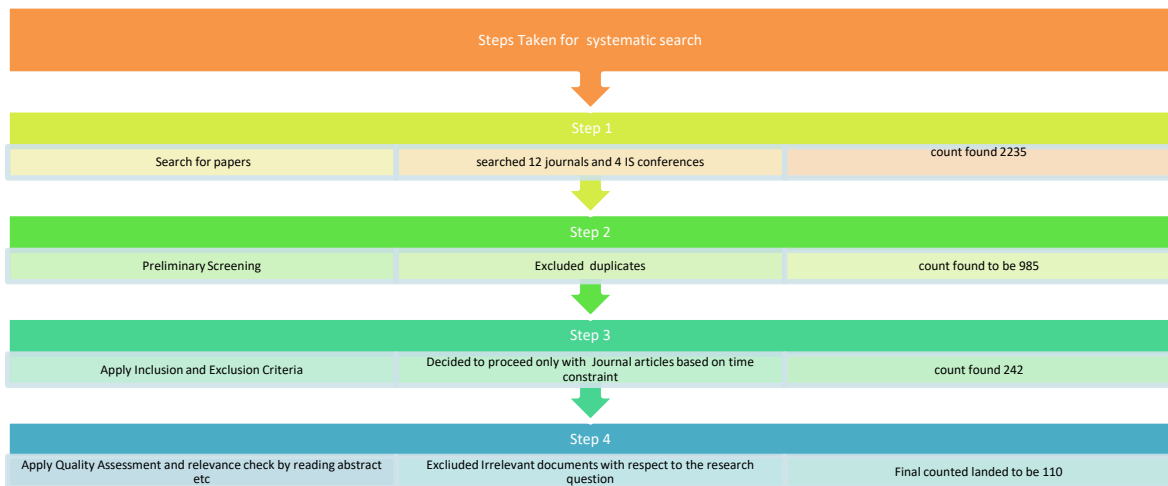 Steps Taken for systematic search
Step 1
Search for papers
searched 12 journals and 4 IS conferences
count found 2235
Step 2
Preliminary Screening
Excluded duplicates
count found to be 985
Step 3
Apply Inclusion and Exclusion Criteria
Decided to proceed only with Journal articles based on time
constraint
count found 242
Step 4
Apply Quality Assessment and relevance check by reading abstract
etc
Excliuded Irrelevant documents with respect to the research
question
Final counted landed to be 110